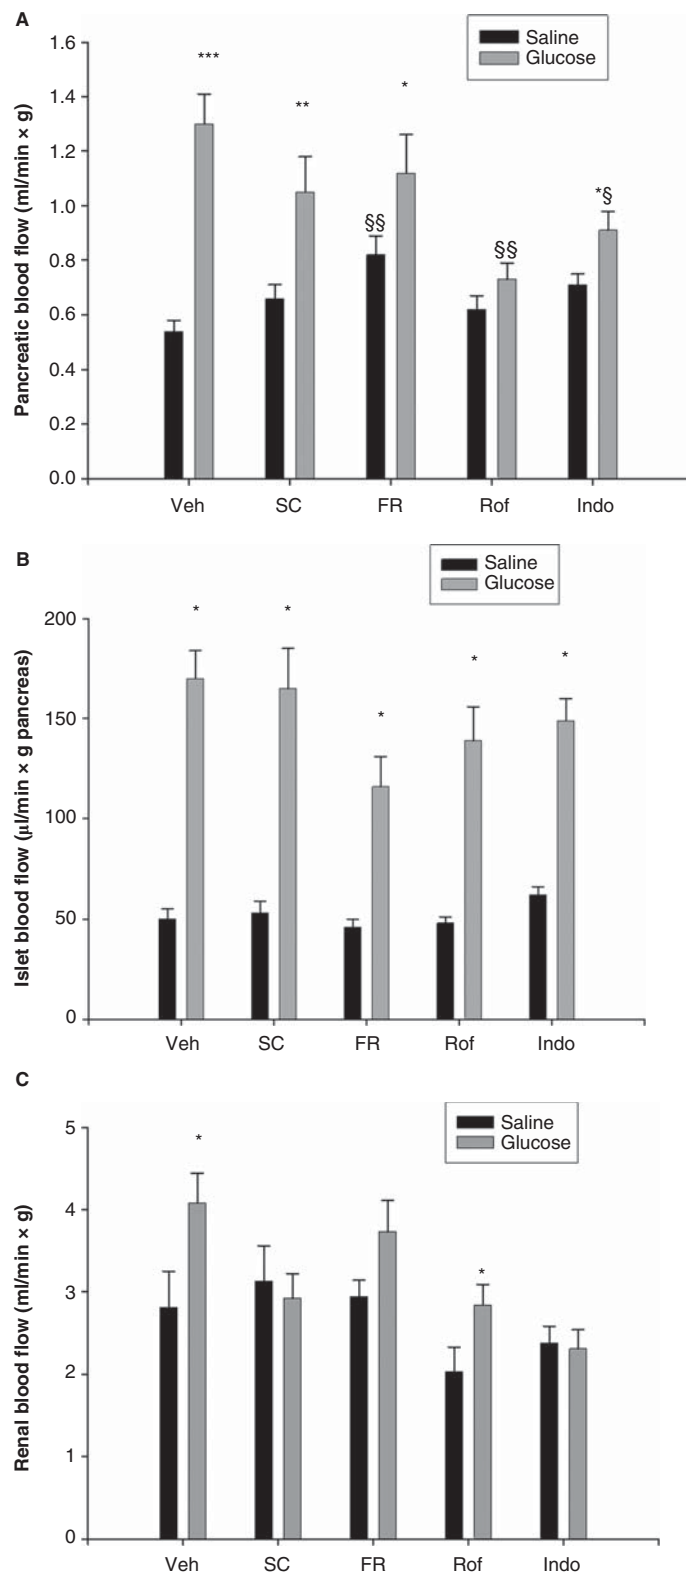 A
Saline
Glucose
Pancreatic blood flow (ml/min × g)
1.6
1.4
1.2
1.0
0.8
0.6
0.4
0.2
0.0
***
**
*
§§
§§
*§
Veh SC FR Rof Indo
B
Saline
Glucose
Islet blood flow (µl/min × g pancreas)
200
150
100
50
0
* * * * *
Veh SC FR Rof Indo
C
Saline
Glucose
Renal blood flow (ml/min × g)
5
4
3
2
1
0
* *
Veh SC FR Rof Indo